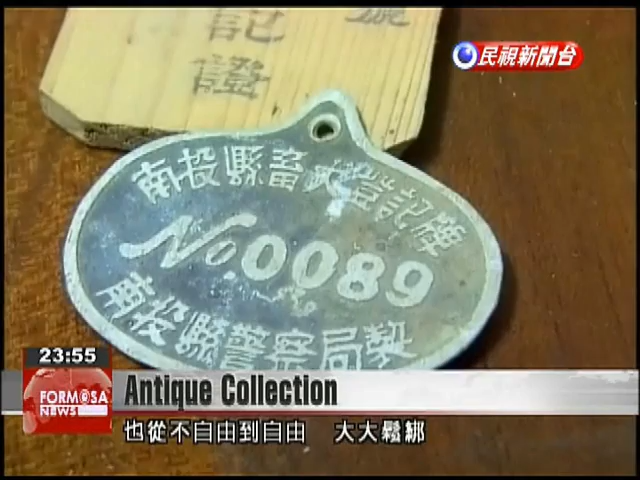 民視新聞台
記
證
南投縣畜犬登記牌
No.0089
南投縣警察局製
23:55
FORMOSA
NEWS
Antique Collection
也從不自由到自由 大大鬆綁